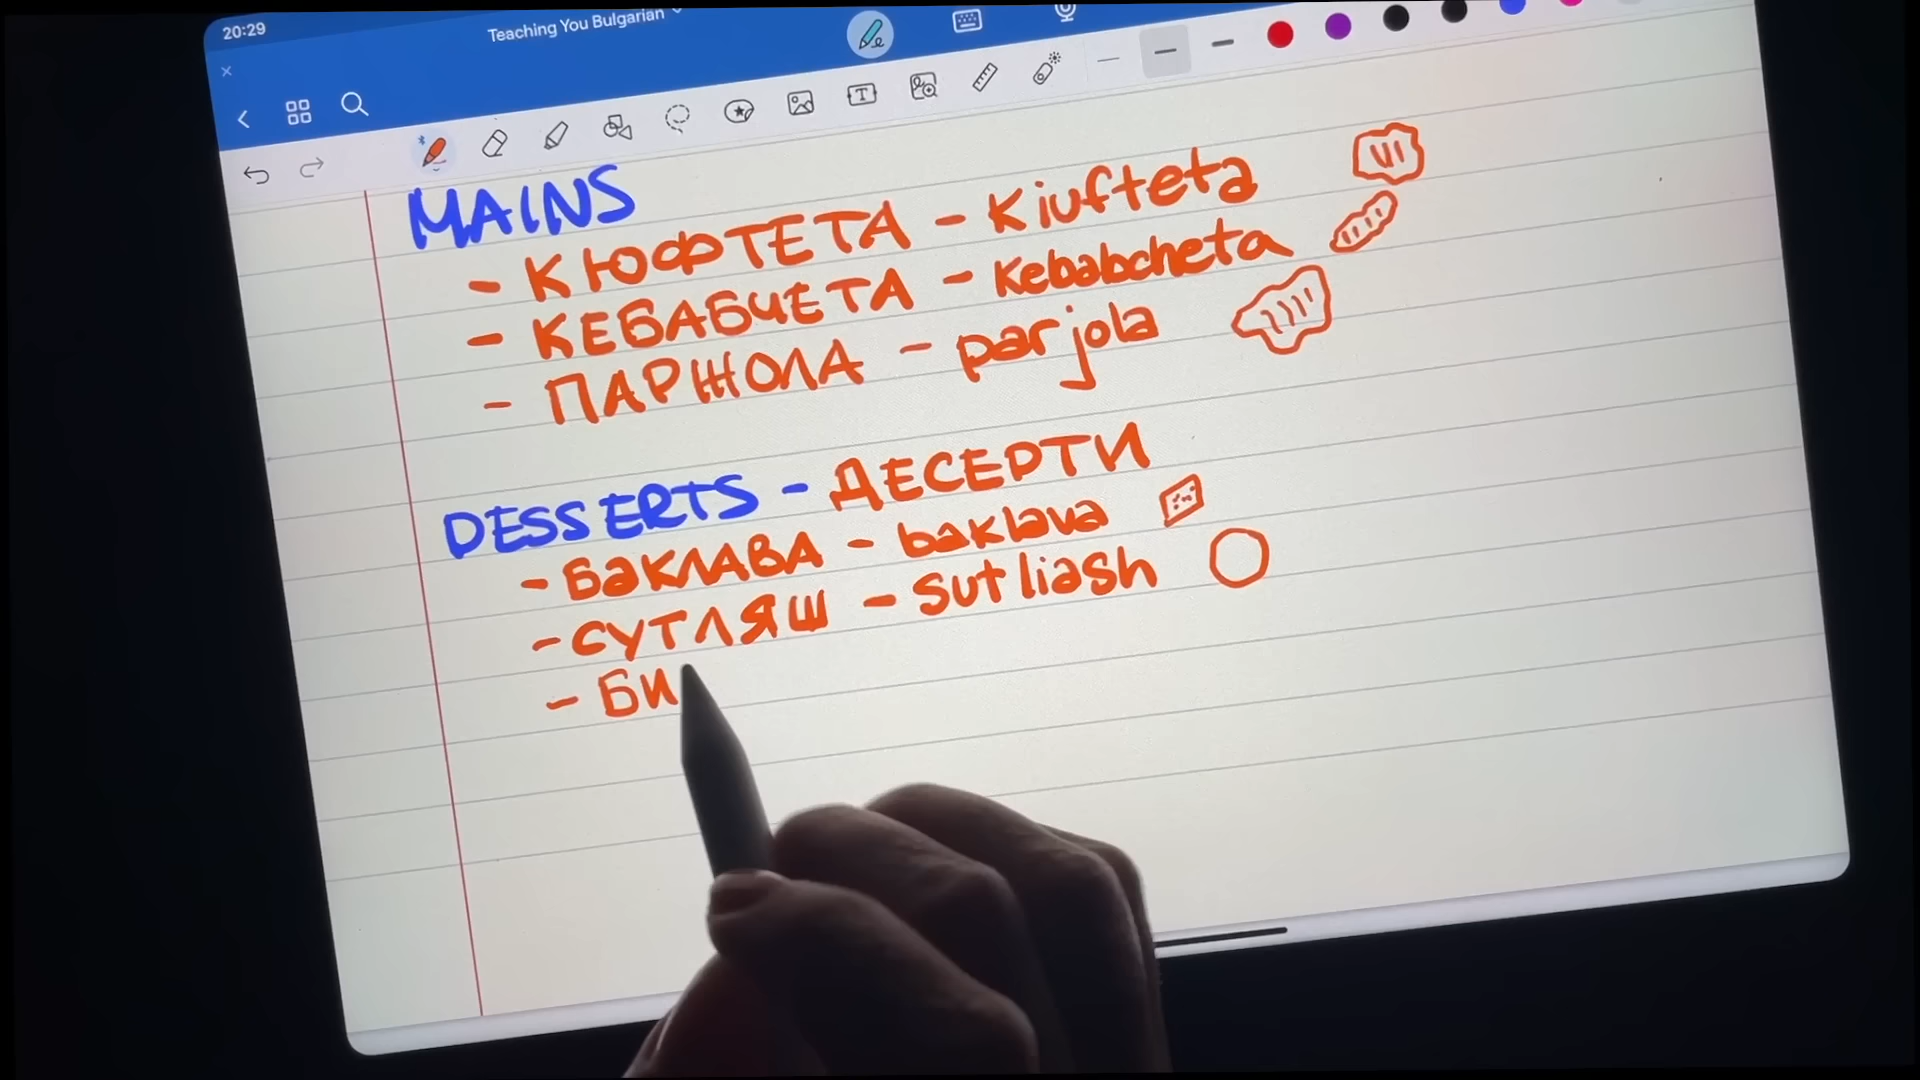 20:29
Teaching You Bulgarian
MAINS
- КЮФТЕТА - Kiufteta
- КЕБАБЧЕТА - Kebabcheta
- ПАРЖОЛА - parjola
DESSERTS - ДЕСЕРТИ
- БАКЛАВА - baklava
- СУТЛЯШ - sutliash
- БИ